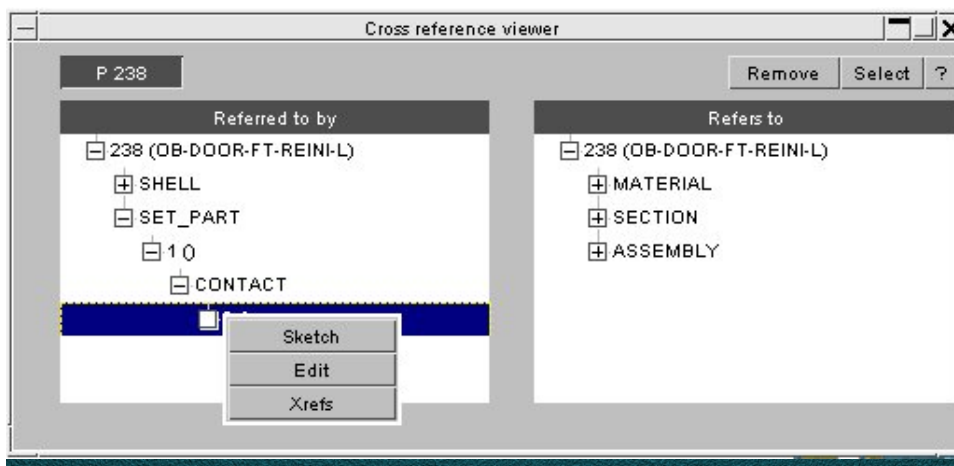 Cross reference viewer
P 238
Remove Select ?
Referred to by
238 (OB-DOOR-FT-REINI-L)
SHELL
SET_PART
1 ()
CONTACT
Sketch
Edit
Xrefs
Refers to
238 (OB-DOOR-FT-REINI-L)
MATERIAL
SECTION
ASSEMBLY